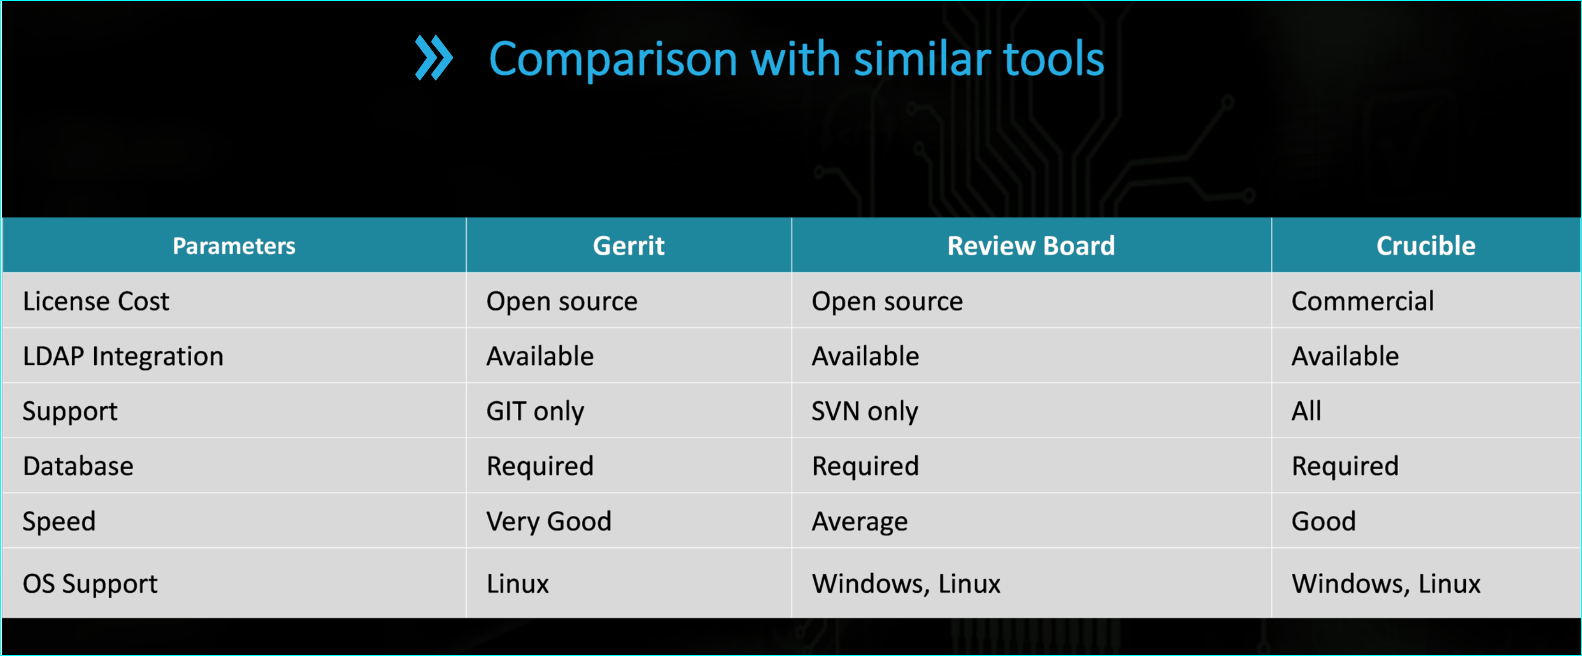 Comparison with similar tools
Parameters Gerrit Review Board Crucible
License Cost Open source Open source Commercial
LDAP Integration Available Available Available
Support GIT only SVN only All
Database Required Required Required
Speed Very Good Average Good
OS Support Linux Windows, Linux Windows, Linux